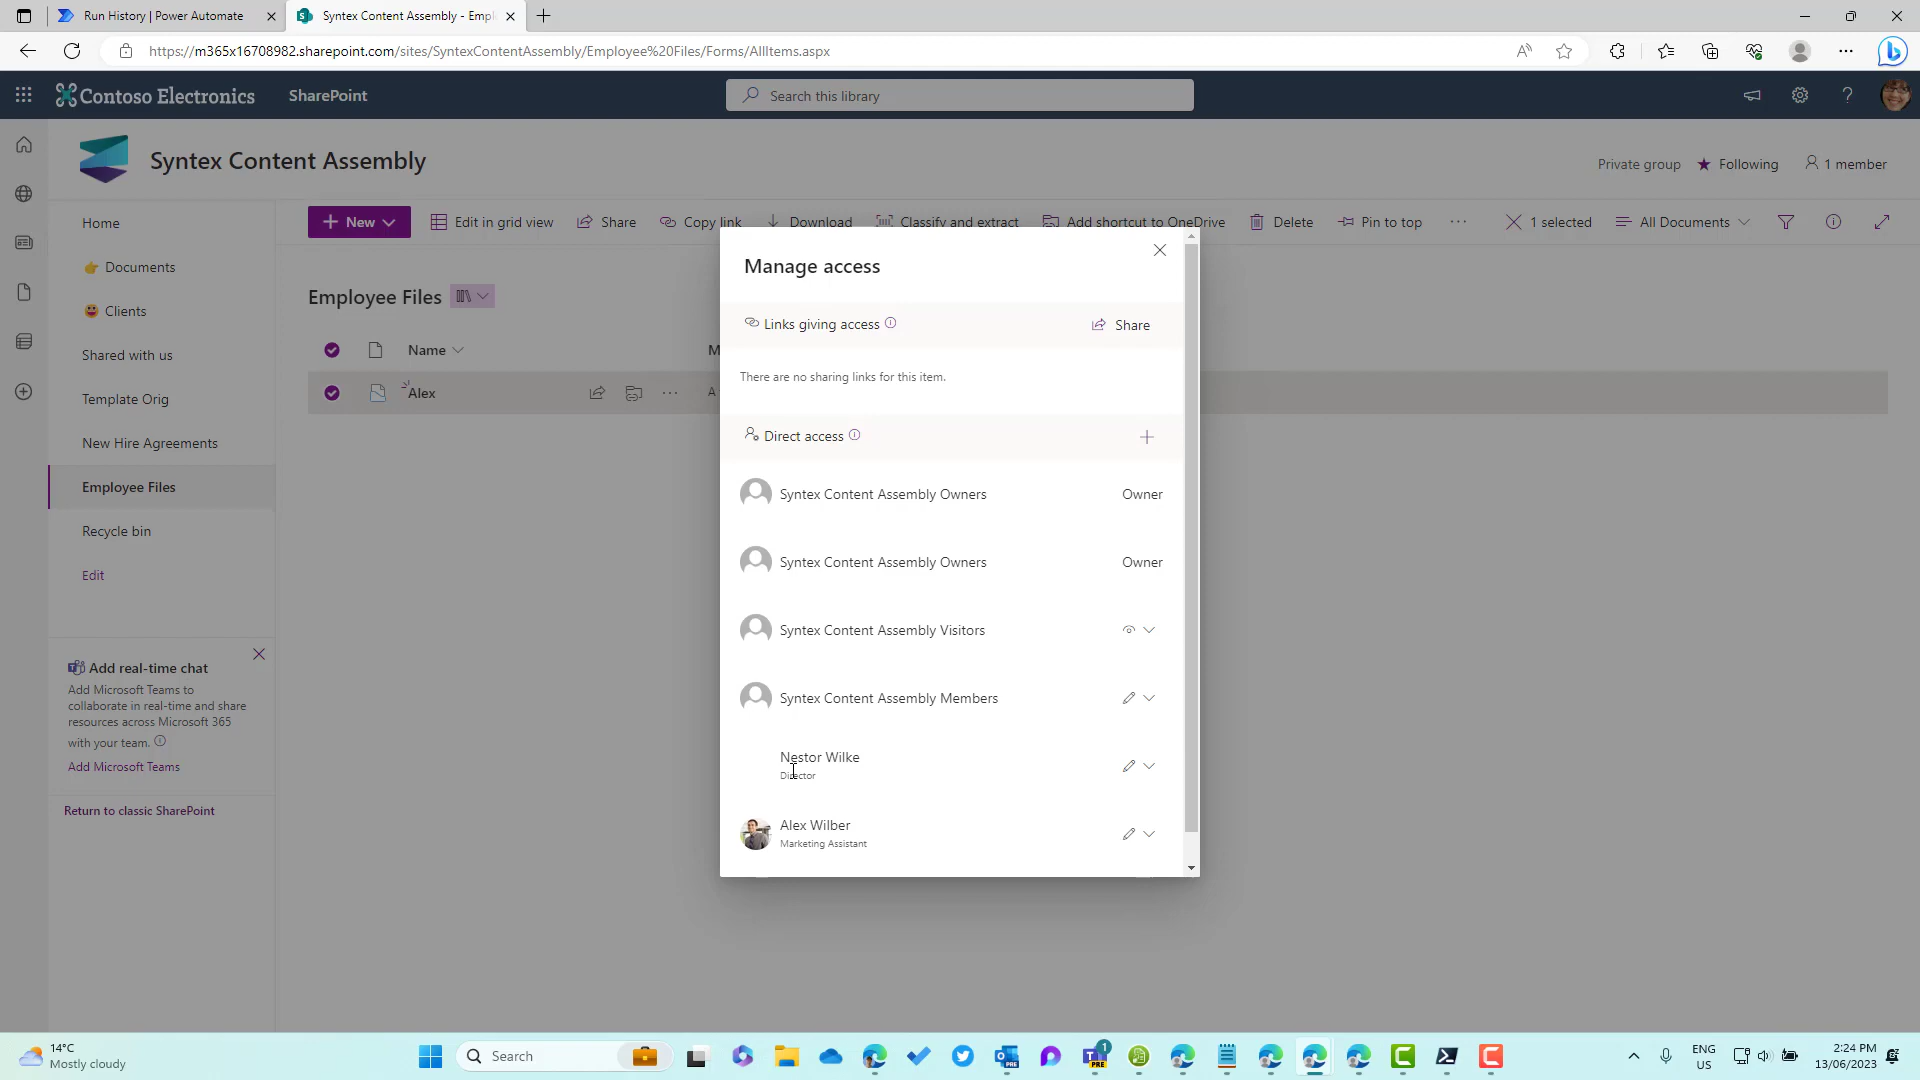 Run History | Power Automate
Syntex Content Assembly - Empl
https://m365x16708982.sharepoint.com/sites/SyntexContentAssembly/Employee%20Files/Forms/AllItems.aspx
Contoso Electronics
SharePoint
Search this library
Syntex Content Assembly
Private group
Following
1 member
Home
Documents
Clients
Shared with us
Template Orig
New Hire Agreements
Employee Files
Recycle bin
Edit
New
Edit in grid view
Share
Copy link
Download
Classify and extract
Add shortcut to OneDrive
Delete
Pin to top
1 selected
All Documents
Employee Files
Name
M
Alex
A
Manage access
Links giving access
Share
There are no sharing links for this item.
Direct access
Syntex Content Assembly Owners
Owner
Syntex Content Assembly Owners
Owner
Syntex Content Assembly Visitors
Syntex Content Assembly Members
Nestor Wilke
Director
Alex Wilber
Marketing Assistant
Add real-time chat
Add Microsoft Teams to
collaborate in real-time and share
resources across Microsoft 365
with your team.
Add Microsoft Teams
Return to classic SharePoint
14°C
Mostly cloudy
Search
PRE
PRE
1
ENG
US
2:24 PM
13/06/2023